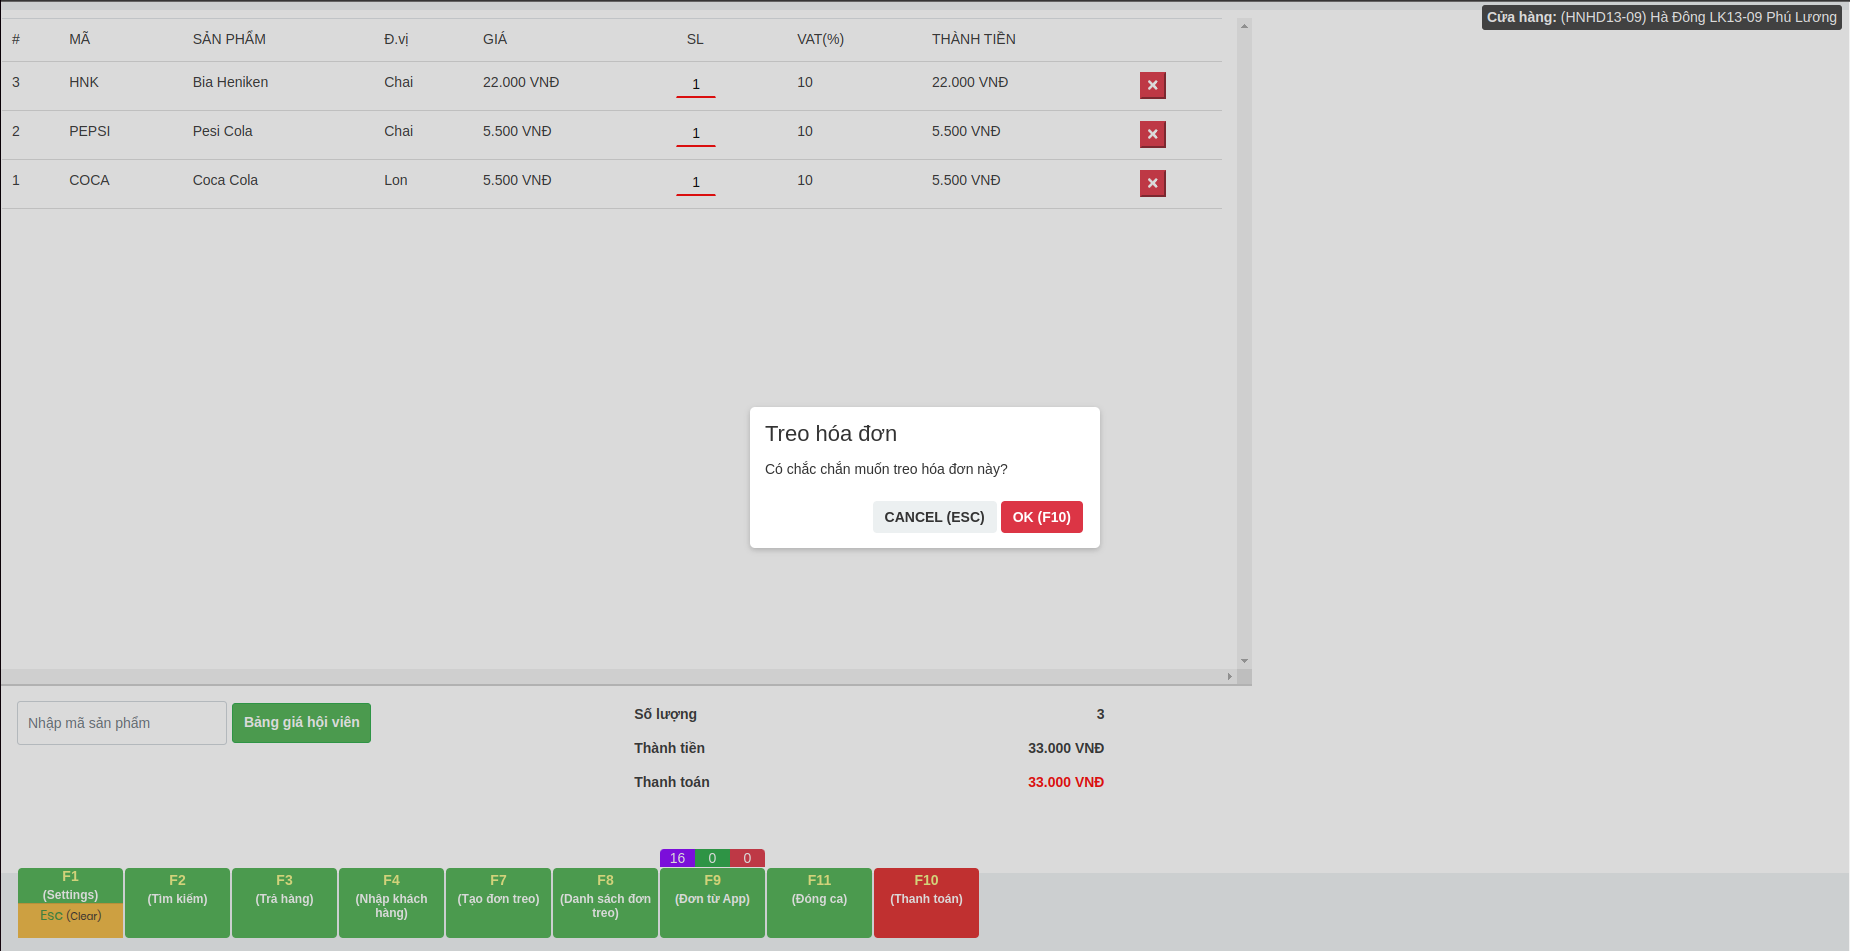 Cửa hàng: (HNHD13-09) Hà Đông LK13-09 Phú Lương
# MÃ SẢN PHẨM Đ.vị GIÁ SL VAT(%) THÀNH TIỀN
3 HNK Bia Heniken Chai 22.000 VNĐ 1 10 22.000 VNĐ
2 PEPSI Pesi Cola Chai 5.500 VNĐ 1 10 5.500 VNĐ
1 COCA Coca Cola Lon 5.500 VNĐ 1 10 5.500 VNĐ
Treo hóa đơn
Có chắc chắn muốn treo hóa đơn này?
CANCEL (ESC) OK (F10)
Nhập mã sản phẩm Bảng giá hội viên
Số lượng 3
Thành tiền 33.000 VNĐ
Thanh toán 33.000 VNĐ
16 0 0
F1
(Settings)
Esc (Clear)
F2
(Tìm kiếm)
F3
(Trả hàng)
F4
(Nhập khách
hàng)
F7
(Tạo đơn treo)
F8
(Danh sách đơn
treo)
F9
(Đơn từ App)
F11
(Đóng ca)
F10
(Thanh toán)